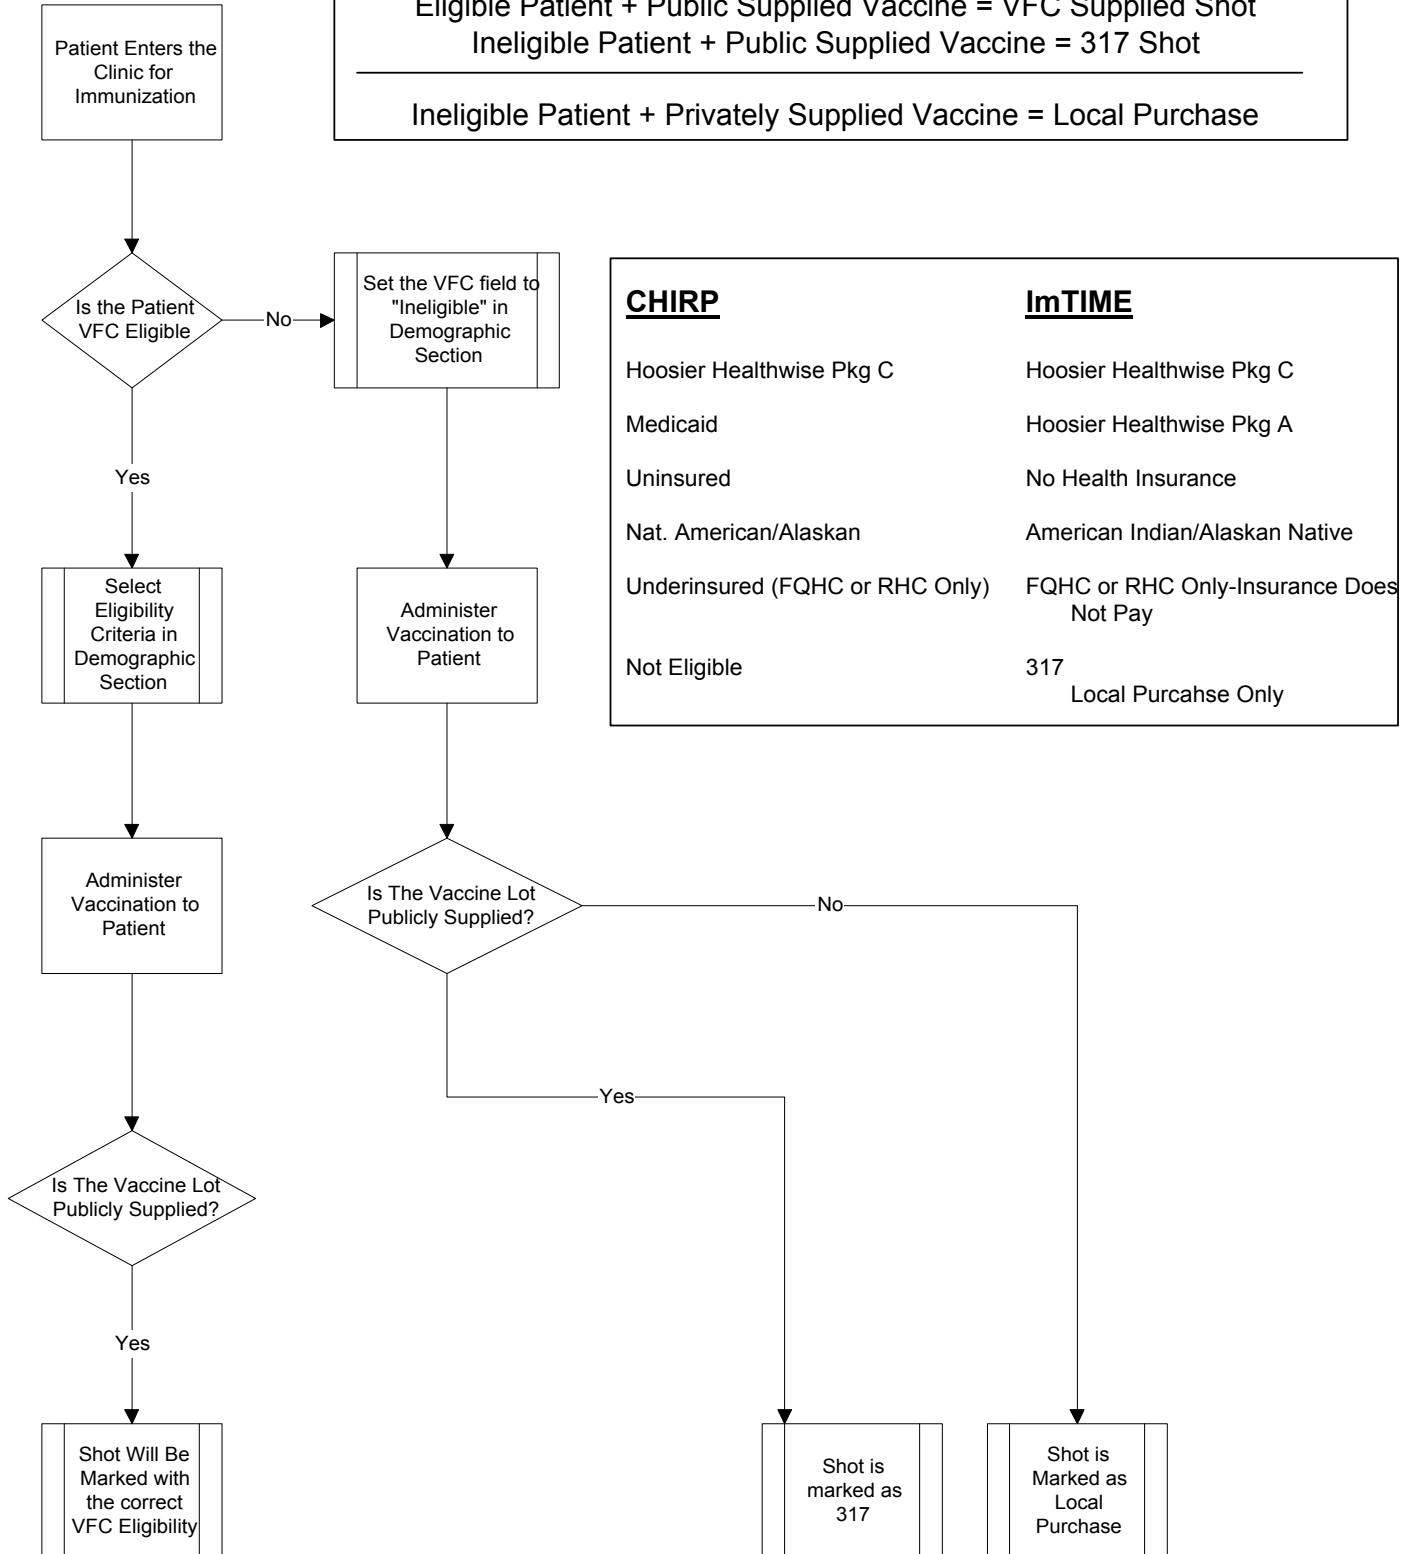 Eligible Patient + Public Supplied Vaccine = VFC Supplied Shot
Ineligible Patient + Public Supplied Vaccine = 317 Shot
Ineligible Patient + Privately Supplied Vaccine = Local Purchase
Patient Enters the
Clinic for
Immunization
Is the Patient
VFC Eligible
No
Set the VFC field to
"Ineligible" in
Demographic
Section
Yes
Select
Eligibility
Criteria in
Demographic
Section
Administer
Vaccination to
Patient
CHIRP
ImTIME
Hoosier Healthwise Pkg C
Hoosier Healthwise Pkg C
Medicaid
Hoosier Healthwise Pkg A
Uninsured
No Health Insurance
Nat. American/Alaskan
American Indian/Alaskan Native
Underinsured (FQHC or RHC Only)
FQHC or RHC Only-Insurance Does
Not Pay
Not Eligible
317
Local Purcahse Only
Administer
Vaccination to
Patient
Is The Vaccine Lot
Publicly Supplied?
No
Yes
Is The Vaccine Lot
Publicly Supplied?
Yes
Shot Will Be
Marked with
the correct
VFC Eligibility
Shot is
marked as
317
Shot is
Marked as
Local
Purchase